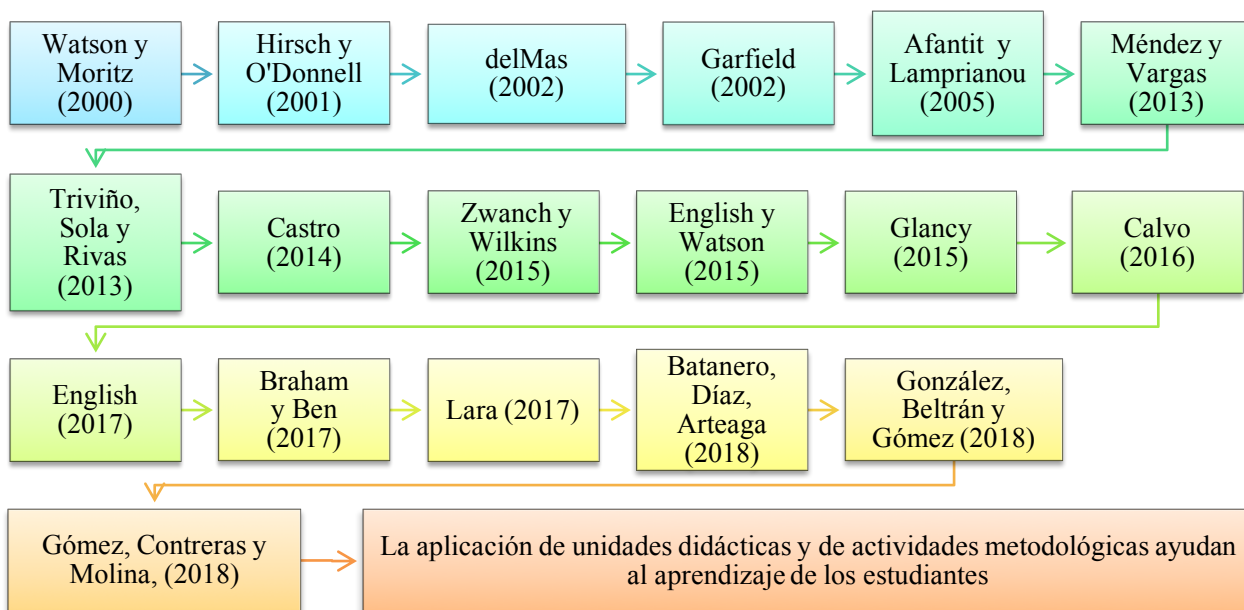 Watson y
Moritz
(2000)
Hirsch y
O'Donnell
(2001)
delMas
(2002)
Garfield
(2002)
Afantit y
Lamprianou
(2005)
Méndez y
Vargas
(2013)
Triviño,
Sola y
Rivas
(2013)
Castro
(2014)
Zwanch y
Wilkins
(2015)
English y
Watson
(2015)
Glancy
(2015)
Calvo
(2016)
English
(2017)
Braham
y Ben
(2017)
Lara (2017)
Batanero,
Díaz,
Arteaga
(2018)
González,
Beltrán y
Gómez (2018)
Gómez, Contreras y
Molina, (2018)
La aplicación de unidades didácticas y de actividades metodológicas ayudan
al aprendizaje de los estudiantes